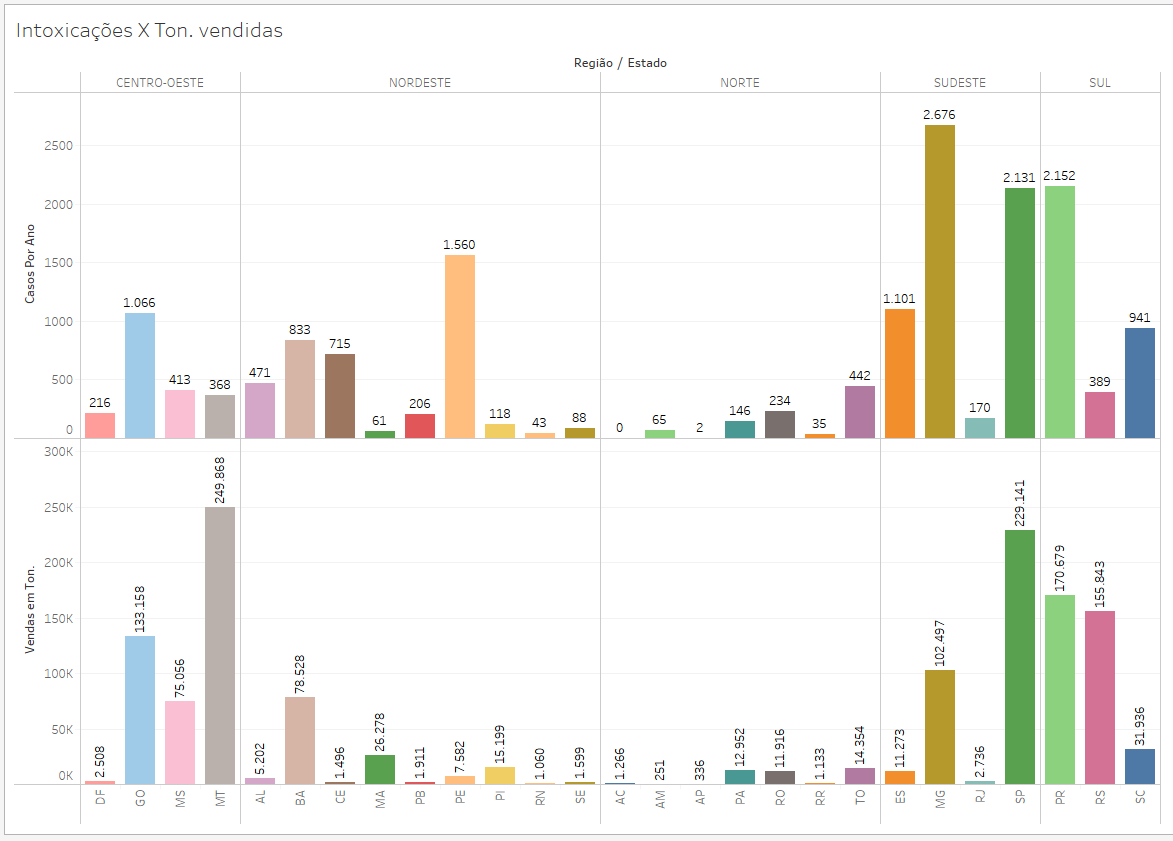 Intoxicações X Ton. vendidas
Região / Estado
CENTRO-OESTE NORDESTE NORTE SUDESTE SUL
Casos Por Ano
2500
2000
1500
1000
500
0
216 1.066 413 368 471 833 715 61 206 1.560 118 43 88 0 65 2 146 234 35 442 1.101 2.676 170 2.131 2.152 389 941
Vendas em Ton.
300K
250K
200K
150K
100K
50K
0K
2.508 133.158 75.056 249.868 5.202 78.528 1.496 26.278 1.911 7.582 15.199 1.060 1.599 1.266 251 336 12.952 11.916 1.133 14.354 11.273 102.497 2.736 229.141 170.679 155.843 31.936
DF GO MS MT AL BA CE MA PB PE PI RN SE AC AM AP PA RO RR TO ES MG RJ SP PR RS SC